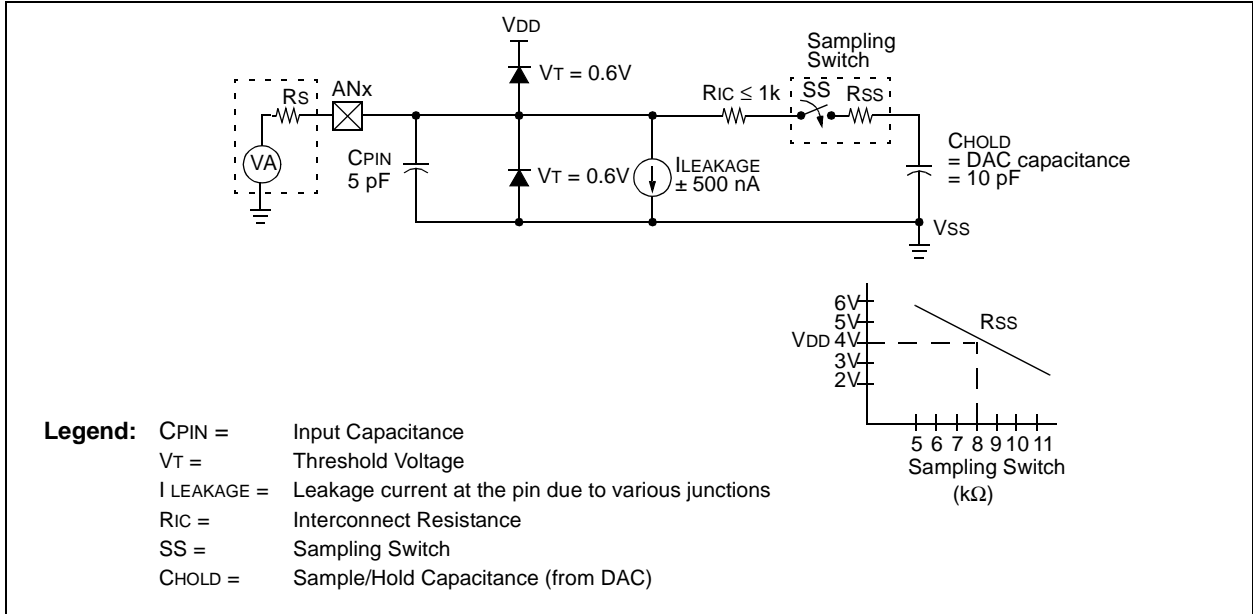 VDD
Sampling
Switch
VT = 0.6V
RS
ANx
RIC ≤ 1k
SS
RSS
VA
CPIN
5 pF
VT = 0.6V
ILEAKAGE
± 500 nA
CHOLD
= DAC capacitance
= 10 pF
VSS
6V
5V
VDD 4V
3V
2V
RSS
5 6 7 8 9 10 11
Sampling Switch
(kΩ)
Legend: CPIN = Input Capacitance
VT = Threshold Voltage
I LEAKAGE = Leakage current at the pin due to various junctions
RIC = Interconnect Resistance
SS = Sampling Switch
CHOLD = Sample/Hold Capacitance (from DAC)